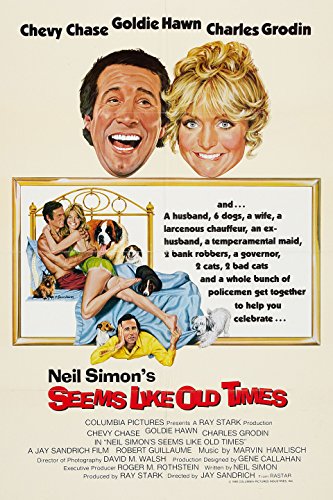 Chevy Chase Goldie Hawn Charles Grodin
and...
A husband, 6 dogs, a wife, a
larcenous chauffeur, an ex-
husband, a temperamental maid,
2 bank robbers, a governor,
2 cats, 2 bad cats
and a whole bunch of
policemen get together
to help you
celebrate...
Neil Simon's
SEEMS LIKE OLD TIMES
COLUMBIA PICTURES Presents A RAY STARK Production
CHEVY CHASE GOLDIE HAWN CHARLES GRODIN
IN "NEIL SIMON'S SEEMS LIKE OLD TIMES"
A JAY SANDRICH FILM ROBERT GUILLAUME Music by MARVIN HAMLISCH
Director of Photography DAVID M. WALSH Production Designed by GENE CALLAHAN
Executive Producer ROGER M. ROTHSTEIN Written by NEIL SIMON
Produced by RAY STARK Directed by JAY SANDRICH From RASTAR